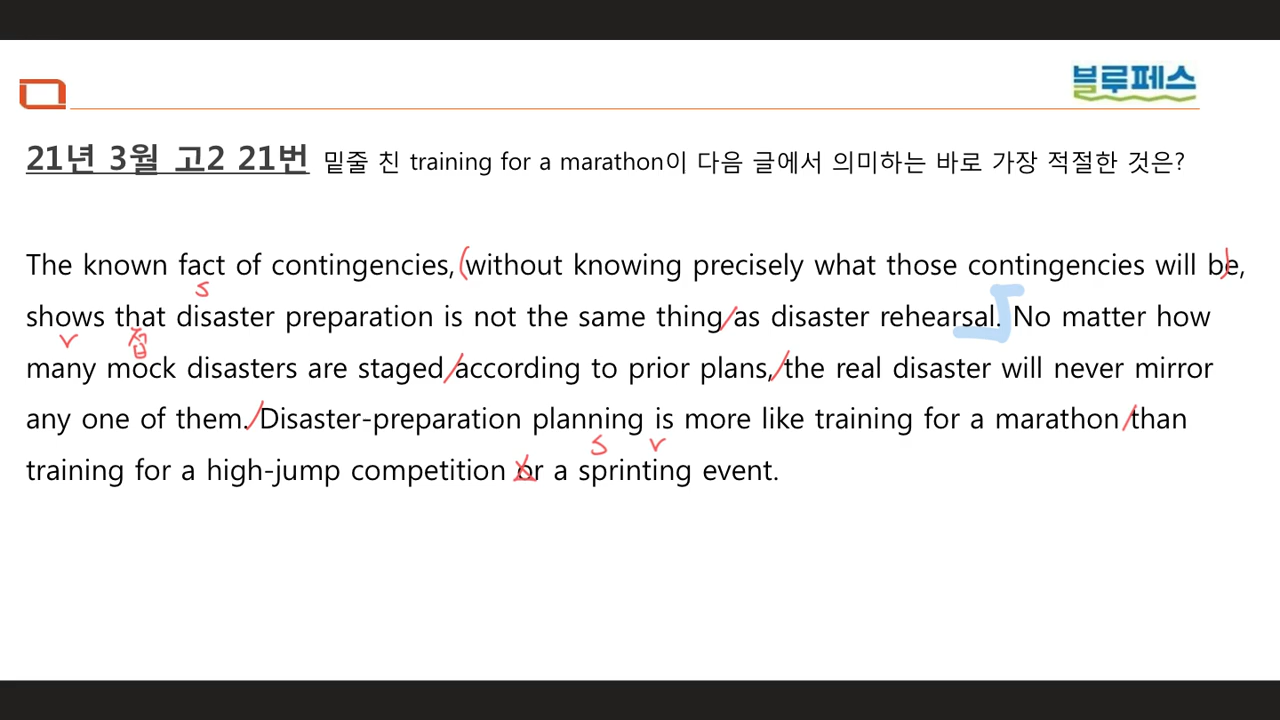 블루페스
21년 3월 고2 21번 밑줄 친 training for a marathon이 다음 글에서 의미하는 바로 가장 적절한 것은?
The known fact of contingencies, (without knowing precisely what those contingencies will be),
s
shows that disaster preparation is not the same thing/as disaster rehearsal. No matter how
v 접
many mock disasters are staged/according to prior plans,/the real disaster will never mirror
any one of them./Disaster-preparation planning is more like training for a marathon/than
s v
training for a high-jump competition or a sprinting event.